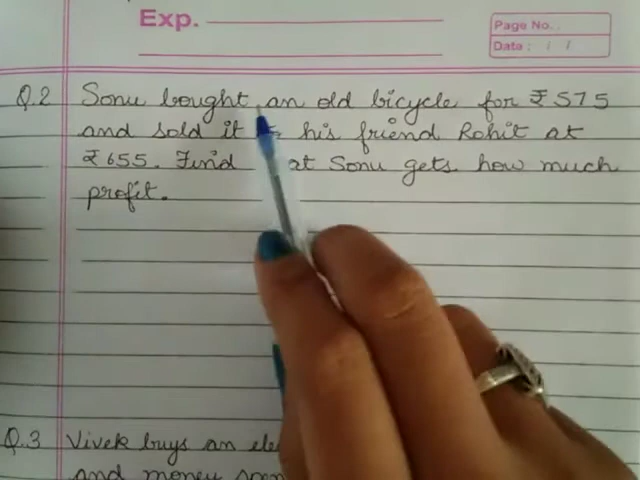 Exp.
Page No.
Date : / /
Q.2 Sonu bought an old bicycle for ₹575
and sold it his friend Rohit at
₹655. Find at Sonu gets how much
profit.
Q.3 Vivek buys an
and money